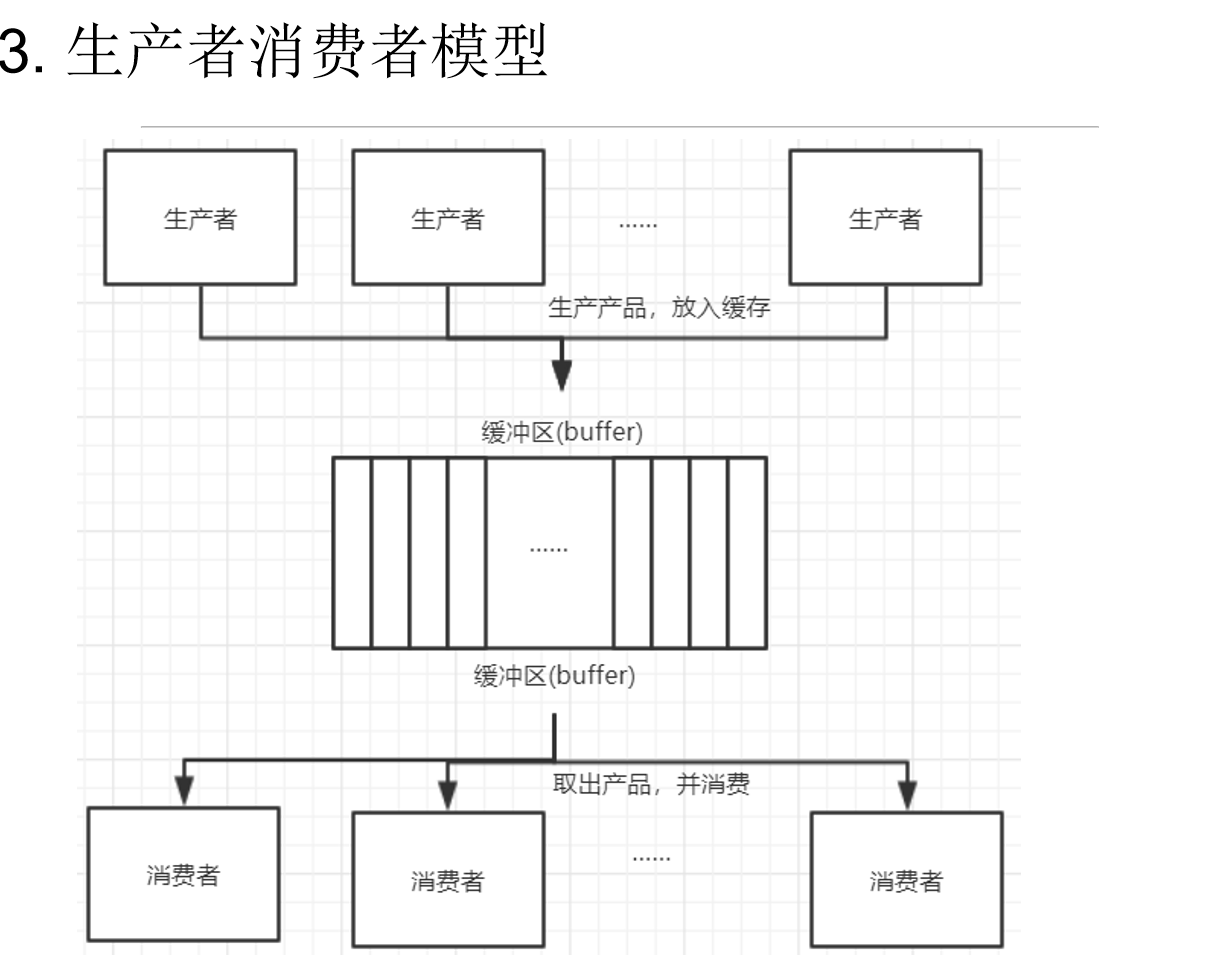 3. 生产者消费者模型
生产者
生产者
......
生产者
生产产品，放入缓存
缓冲区(buffer)
......
缓冲区(buffer)
取出产品，并消费
消费者
消费者
......
消费者